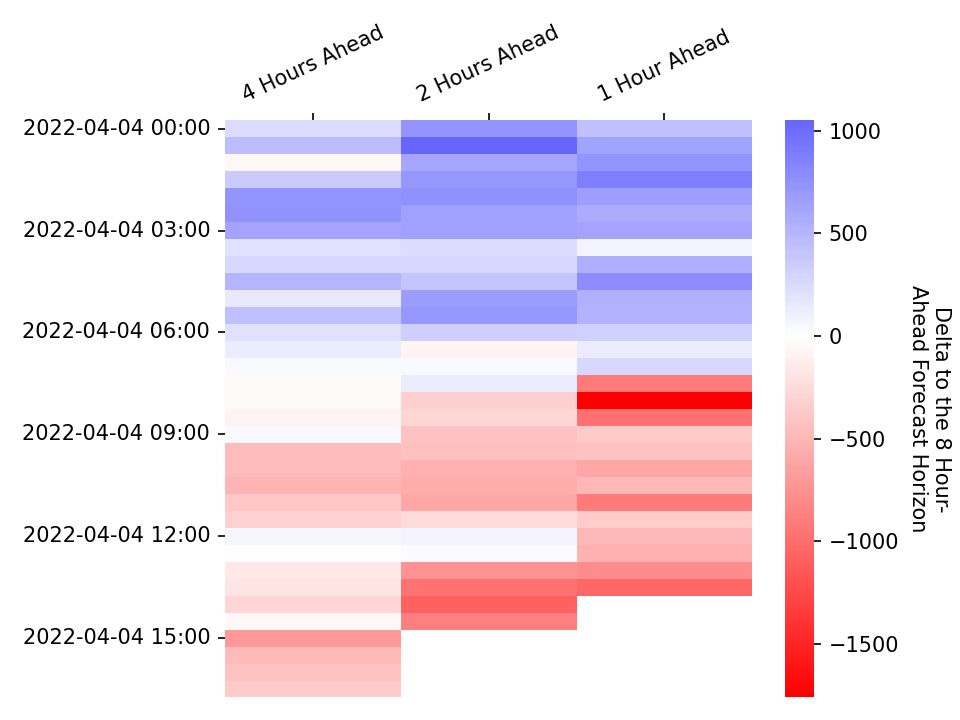 4 Hours Ahead
2 Hours Ahead
1 Hour Ahead
2022-04-04 00:00
2022-04-04 03:00
2022-04-04 06:00
2022-04-04 09:00
2022-04-04 12:00
2022-04-04 15:00
1000
500
0
−500
−1000
−1500
Delta to the 8 Hour-
Ahead Forecast Horizon